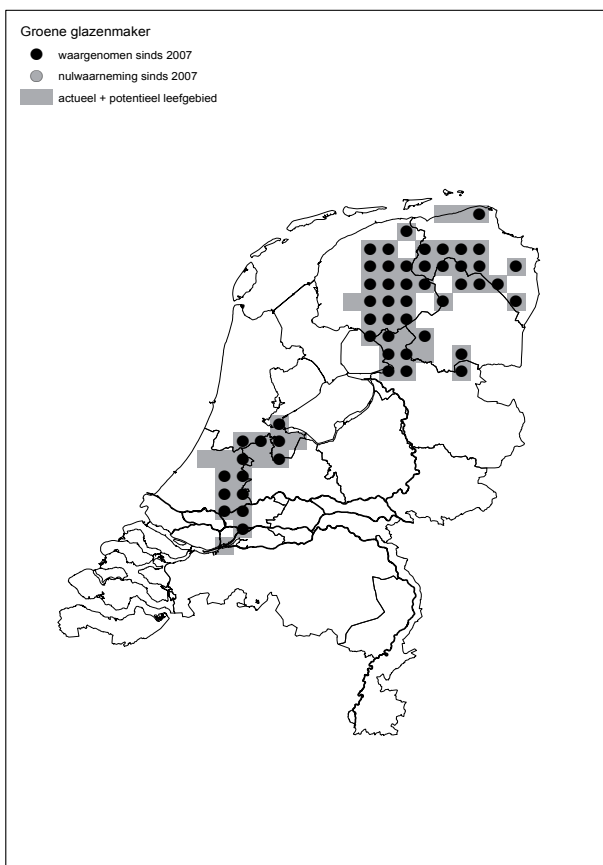 Groene glazenmaker
waargenomen sinds 2007
nulwaarneming sinds 2007
actueel + potentieel leefgebied